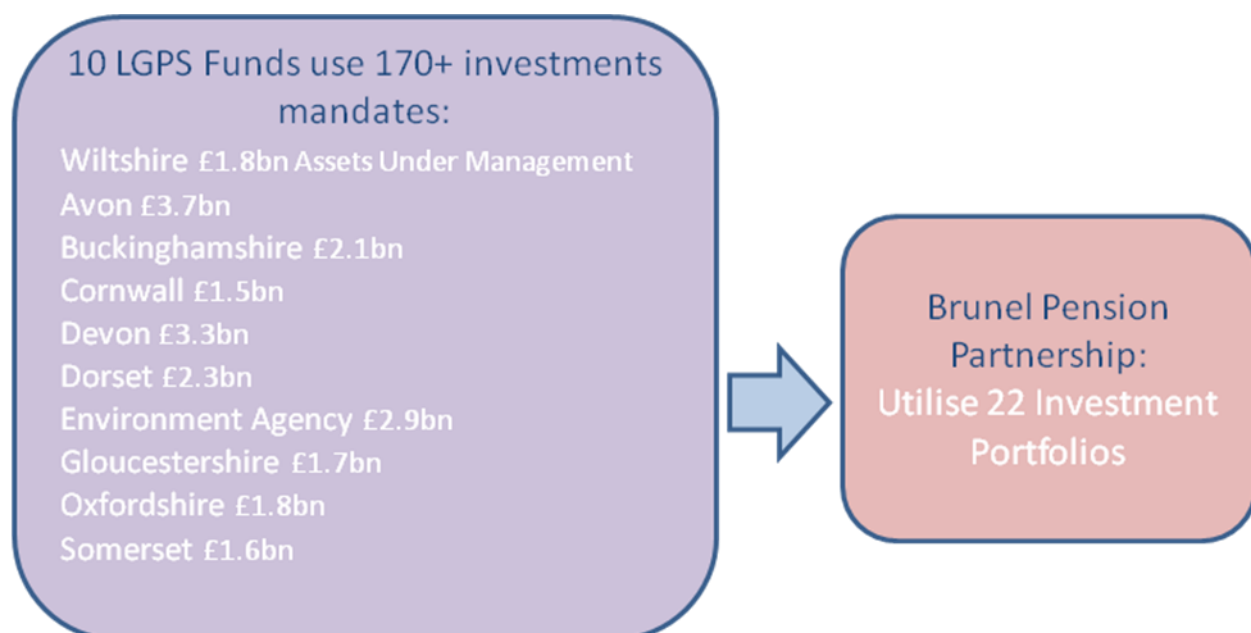 10 LGPS Funds use 170+ investments
mandates:
Wiltshire £1.8bn Assets Under Management
Avon £3.7bn
Buckinghamshire £2.1bn
Cornwall £1.5bn
Devon £3.3bn
Dorset £2.3bn
Environment Agency £2.9bn
Gloucestershire £1.7bn
Oxfordshire £1.8bn
Somerset £1.6bn
Brunel Pension
Partnership:
Utilise 22 Investment
Portfolios